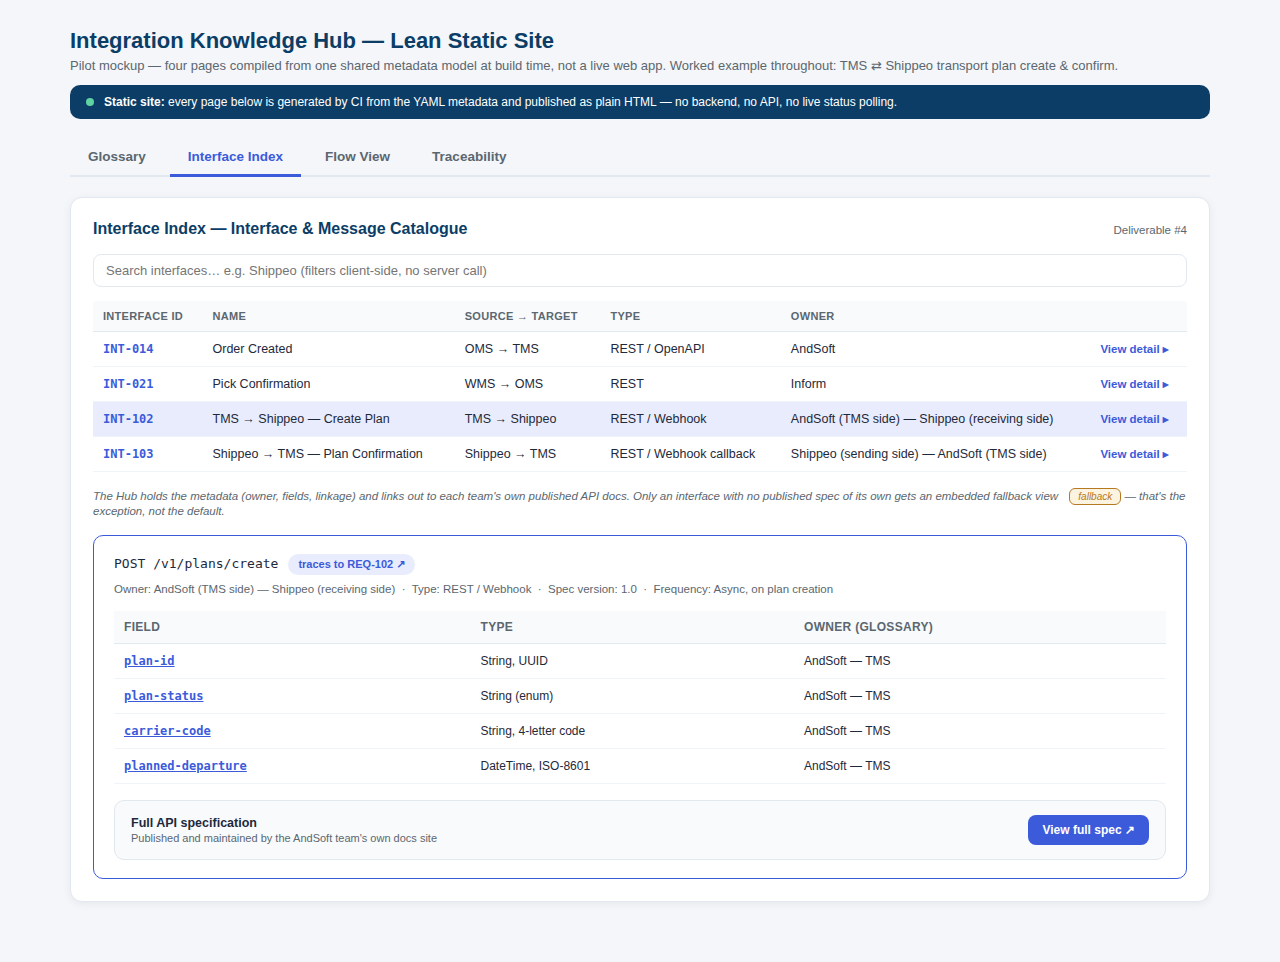 Integration Knowledge Hub — Lean Static Site
Pilot mockup — four pages compiled from one shared metadata model at build time, not a live web app. Worked example throughout: TMS ⇄ Shippeo transport plan create & confirm.
Static site: every page below is generated by CI from the YAML metadata and published as plain HTML — no backend, no API, no live status polling.
Glossary Interface Index Flow View Traceability
Interface Index — Interface & Message Catalogue Deliverable #4
Search interfaces… e.g. Shippeo (filters client-side, no server call)
INTERFACE ID NAME SOURCE → TARGET TYPE OWNER
INT-014 Order Created OMS → TMS REST / OpenAPI AndSoft View detail ▸
INT-021 Pick Confirmation WMS → OMS REST Inform View detail ▸
INT-102 TMS → Shippeo — Create Plan TMS → Shippeo REST / Webhook AndSoft (TMS side) — Shippeo (receiving side) View detail ▸
INT-103 Shippeo → TMS — Plan Confirmation Shippeo → TMS REST / Webhook callback Shippeo (sending side) — AndSoft (TMS side) View detail ▸
The Hub holds the metadata (owner, fields, linkage) and links out to each team's own published API docs. Only an interface with no published spec of its own gets an embedded fallback view fallback — that's the
exception, not the default.
POST /v1/plans/create traces to REQ-102 ↗
Owner: AndSoft (TMS side) — Shippeo (receiving side) · Type: REST / Webhook · Spec version: 1.0 · Frequency: Async, on plan creation
FIELD TYPE OWNER (GLOSSARY)
plan-id String, UUID AndSoft — TMS
plan-status String (enum) AndSoft — TMS
carrier-code String, 4-letter code AndSoft — TMS
planned-departure DateTime, ISO-8601 AndSoft — TMS
Full API specification
Published and maintained by the AndSoft team's own docs site
View full spec ↗